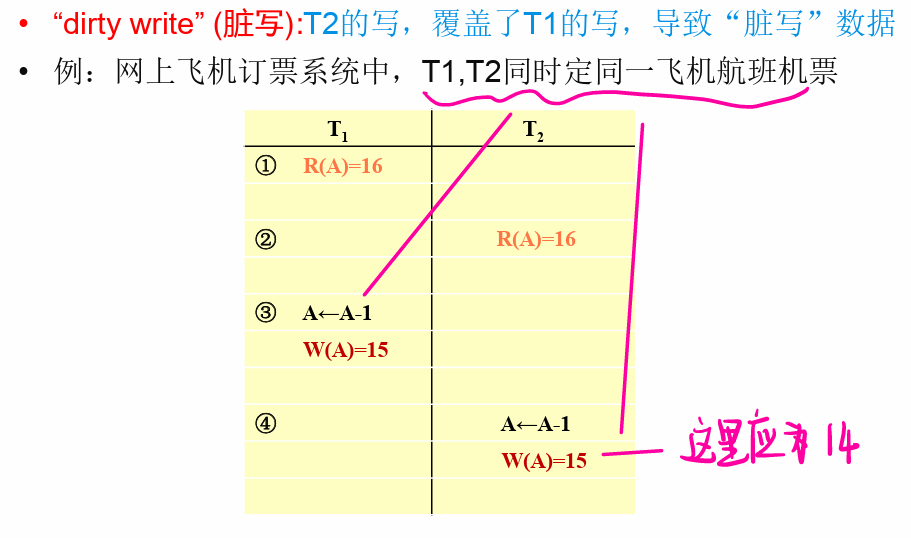 • “dirty write” (脏写):T2的写，覆盖了T1的写，导致“脏写”数据
• 例：网上飞机订票系统中，T1,T2同时定同一飞机航班机票
T1 T2
① R(A)=16
② R(A)=16
③ A←A-1
W(A)=15
④ A←A-1
W(A)=15 这里应为14